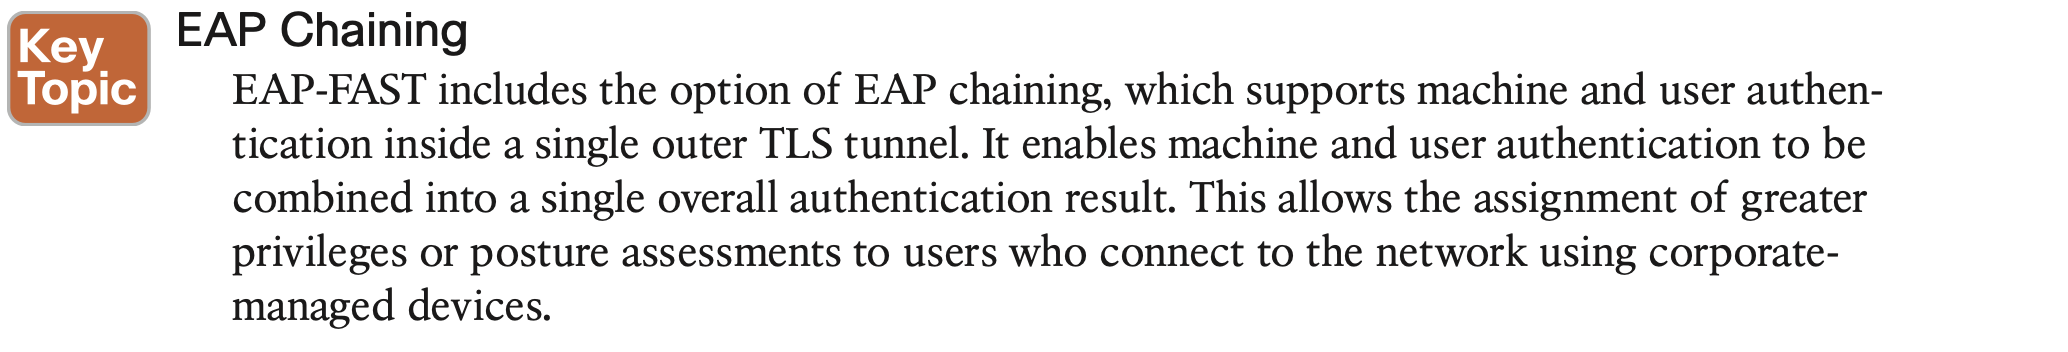 Key
Topic
EAP Chaining
EAP-FAST includes the option of EAP chaining, which supports machine and user authen-
tication inside a single outer TLS tunnel. It enables machine and user authentication to be
combined into a single overall authentication result. This allows the assignment of greater
privileges or posture assessments to users who connect to the network using corporate-
managed devices.